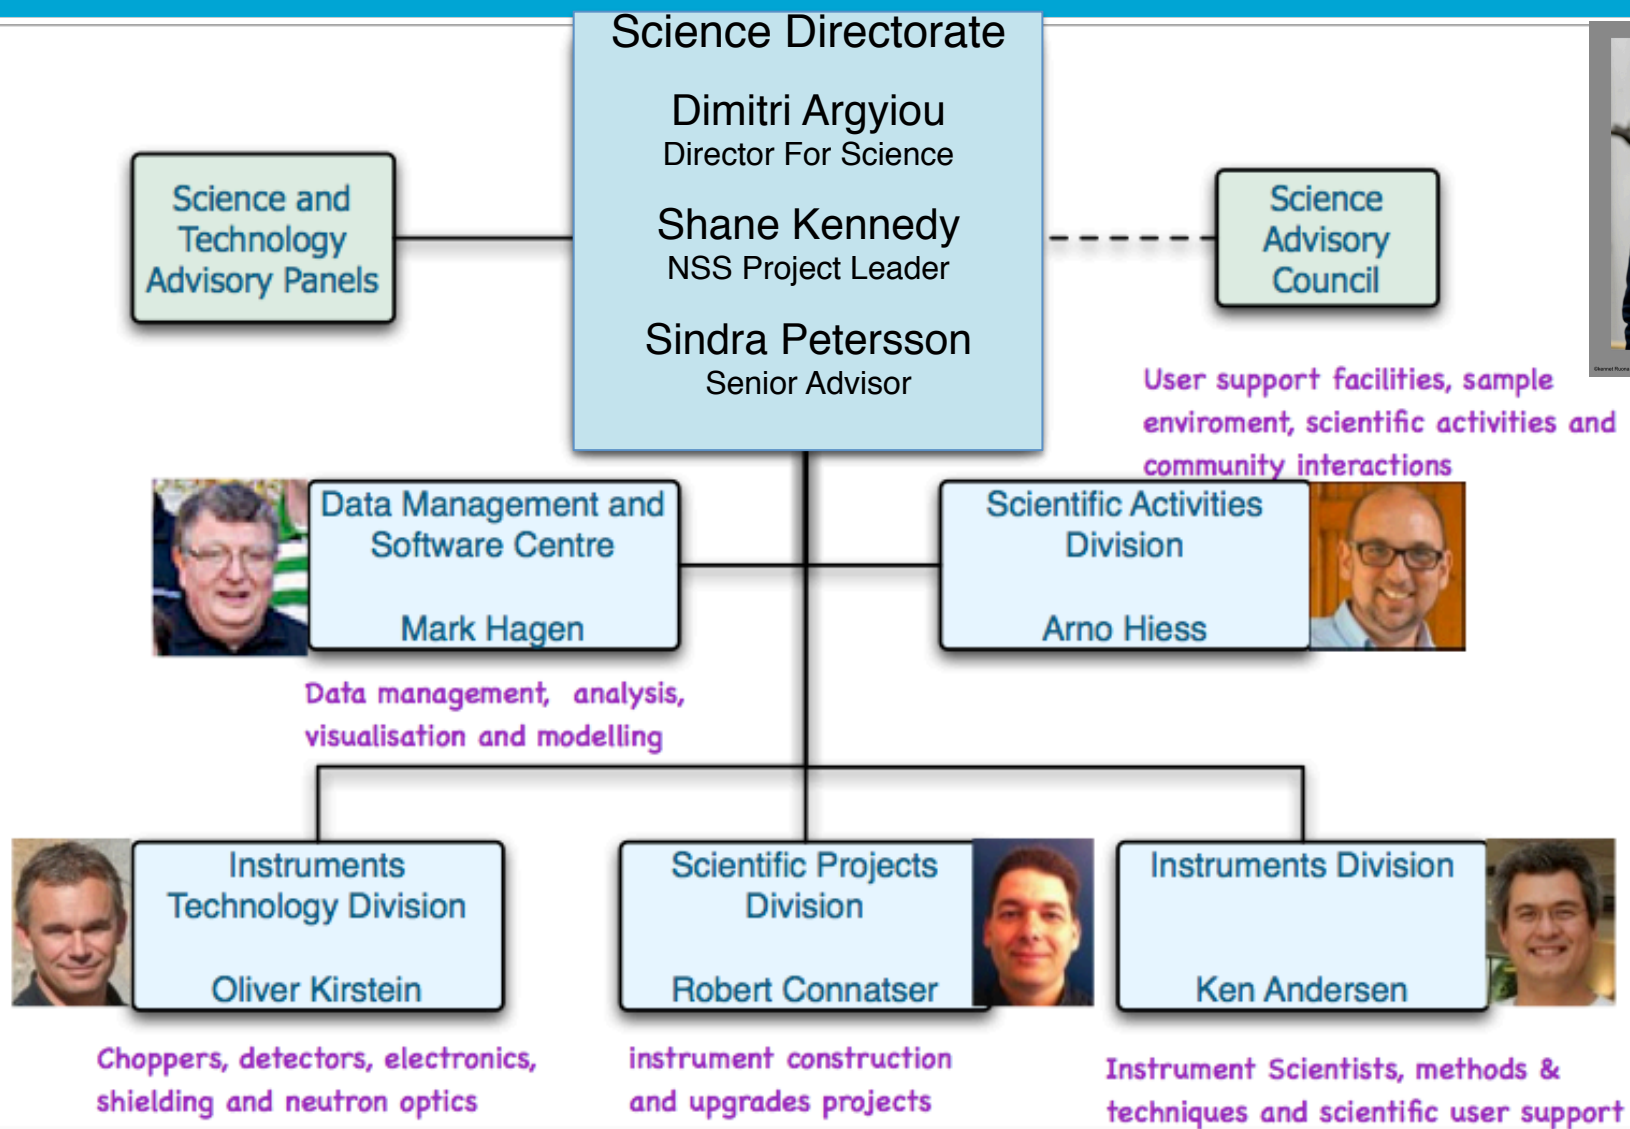 Science Directorate
Dimitri Argyiou
Director For Science
Shane Kennedy
NSS Project Leader
Sindra Petersson
Senior Advisor
Science and
Technology
Advisory Panels
Science
Advisory
Council
User support facilities, sample
enviroment, scientific activities and
community interactions
Data Management and
Software Centre
Mark Hagen
Scientific Activities
Division
Arno Hiess
Data management, analysis,
visualisation and modelling
Instruments
Technology Division
Oliver Kirstein
Scientific Projects
Division
Robert Connatser
Instruments Division
Ken Andersen
Choppers, detectors, electronics,
shielding and neutron optics
instrument construction
and upgrades projects
Instrument Scientists, methods &
techniques and scientific user support